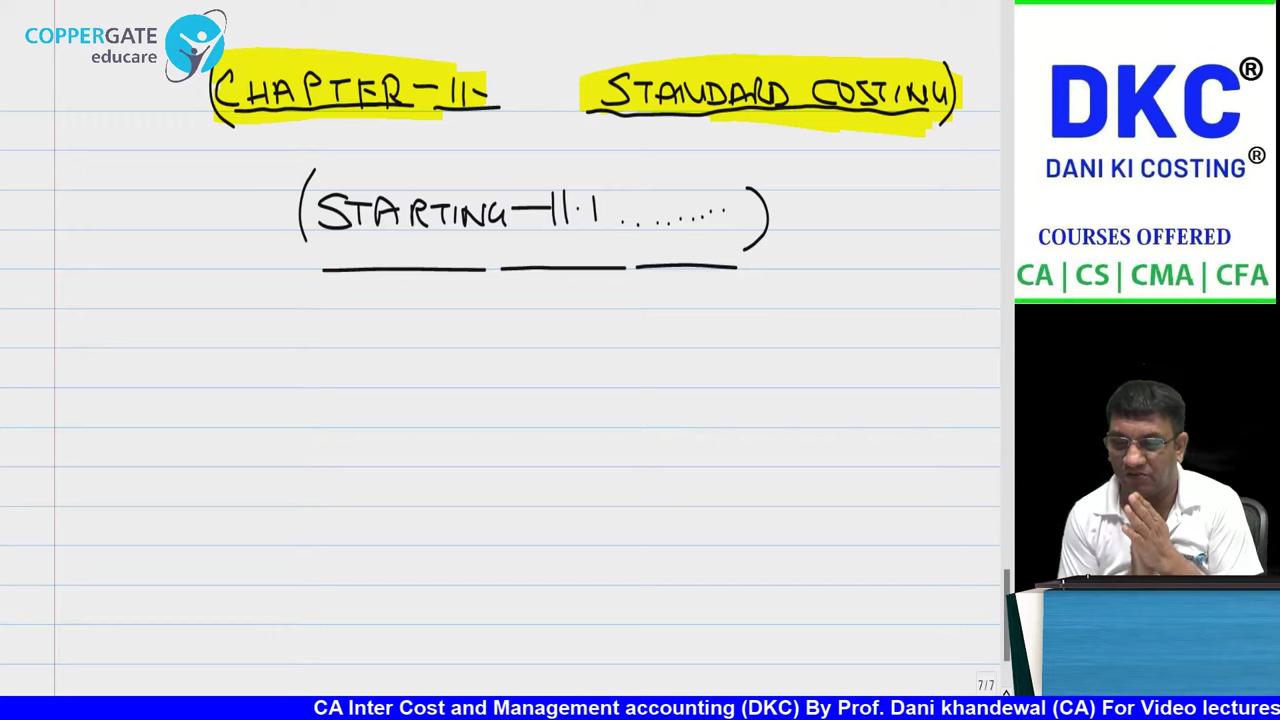 COPPERGATE
educare
(CHAPTER-11- STANDARD COSTING)
(STARTING-11.1 .........)
DKC®
DANI KI COSTING®
COURSES OFFERED
CA | CS | CMA | CFA
7/7
CA Inter Cost and Management accounting (DKC) By Prof. Dani khandewal (CA) For Video lectures